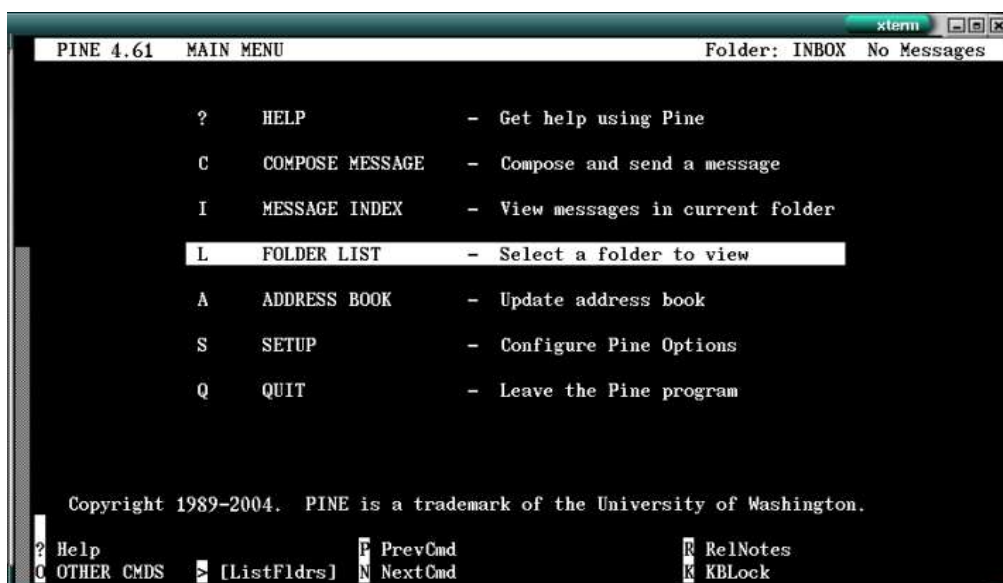 xterm
PINE 4.61 MAIN MENU Folder: INBOX No Messages
? HELP - Get help using Pine
C COMPOSE MESSAGE - Compose and send a message
I MESSAGE INDEX - View messages in current folder
L FOLDER LIST - Select a folder to view
A ADDRESS BOOK - Update address book
S SETUP - Configure Pine Options
Q QUIT - Leave the Pine program
Copyright 1989-2004. PINE is a trademark of the University of Washington.
? Help P PrevCmd R RelNotes
O OTHER CMDS > [ListFldrs] N NextCmd K KBLock